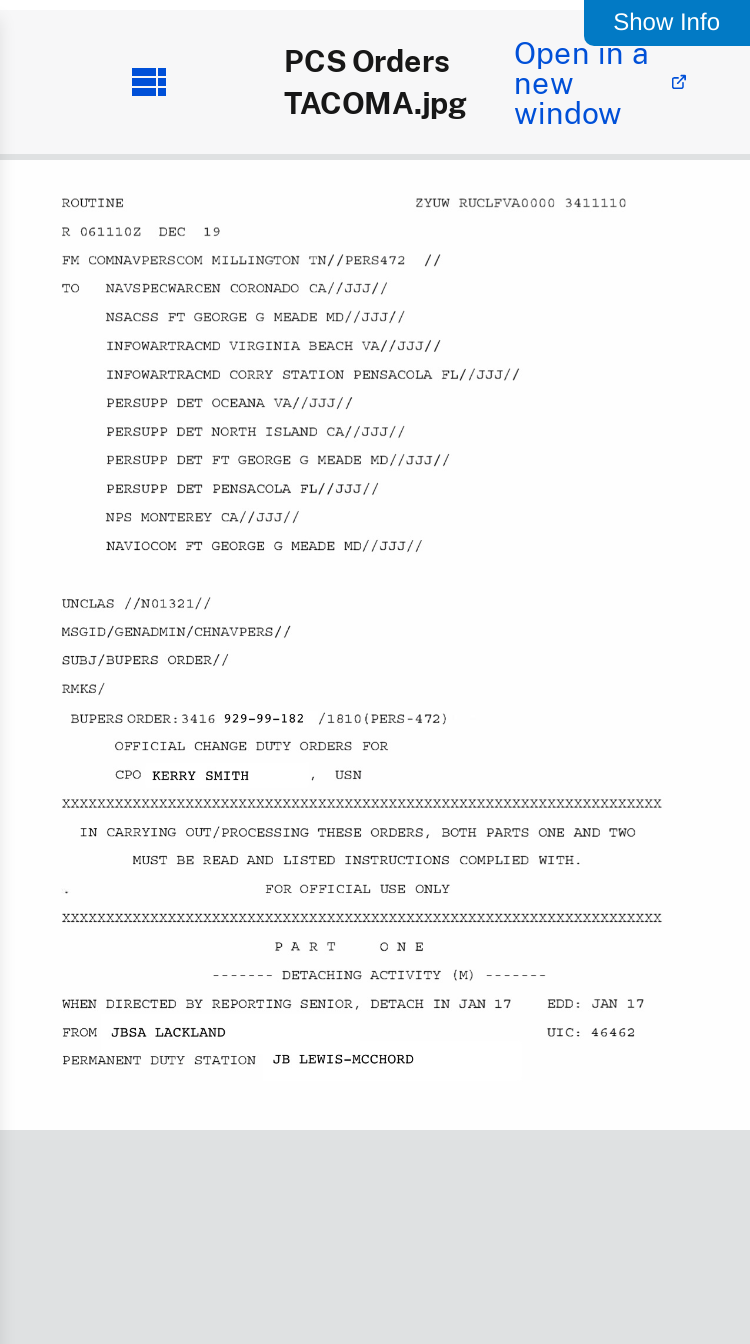 Show Info
PCS Orders
TACOMA.jpg
Open in a
new
window
ROUTINE ZYUW RUCLFVA0000 3411110
R 061110Z DEC 19
FM COMNAVPERSCOM MILLINGTON TN//PERS472 //
TO NAVSPECWARCEN CORONADO CA//JJJ//
NSACSS FT GEORGE G MEADE MD//JJJ//
INFOWARTRACMD VIRGINIA BEACH VA//JJJ//
INFOWARTRACMD CORRY STATION PENSACOLA FL//JJJ//
PERSUPP DET OCEANA VA//JJJ//
PERSUPP DET NORTH ISLAND CA//JJJ//
PERSUPP DET FT GEORGE G MEADE MD//JJJ//
PERSUPP DET PENSACOLA FL//JJJ//
NPS MONTEREY CA//JJJ//
NAVIOCOM FT GEORGE G MEADE MD//JJJ//
UNCLAS //N01321//
MSGID/GENADMIN/CHNAVPERS//
SUBJ/BUPERS ORDER//
RMKS/
BUPERS ORDER:3416 929-99-182 /1810(PERS-472)
OFFICIAL CHANGE DUTY ORDERS FOR
CPO KERRY SMITH , USN
XXXXXXXXXXXXXXXXXXXXXXXXXXXXXXXXXXXXXXXXXXXXXXXXXXXXXXXXXXXXXXXXXXXX
IN CARRYING OUT/PROCESSING THESE ORDERS, BOTH PARTS ONE AND TWO
MUST BE READ AND LISTED INSTRUCTIONS COMPLIED WITH.
. FOR OFFICIAL USE ONLY
XXXXXXXXXXXXXXXXXXXXXXXXXXXXXXXXXXXXXXXXXXXXXXXXXXXXXXXXXXXXXXXXXXXX
P A R T O N E
------- DETACHING ACTIVITY (M) -------
WHEN DIRECTED BY REPORTING SENIOR, DETACH IN JAN 17 EDD: JAN 17
FROM JBSA LACKLAND UIC: 46462
PERMANENT DUTY STATION JB LEWIS-MCCHORD